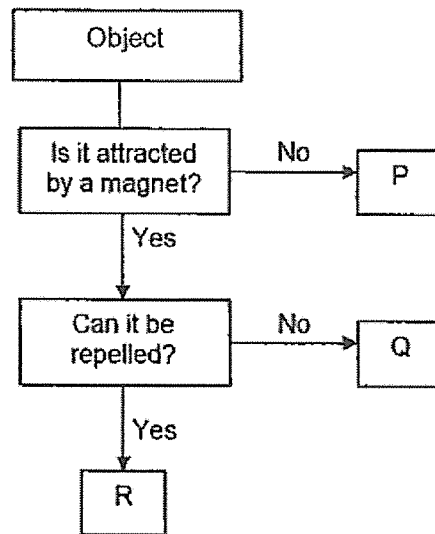 Object
Is it attracted
by a magnet?
No
P
Yes
Can it be
repelled?
No
Q
Yes
R